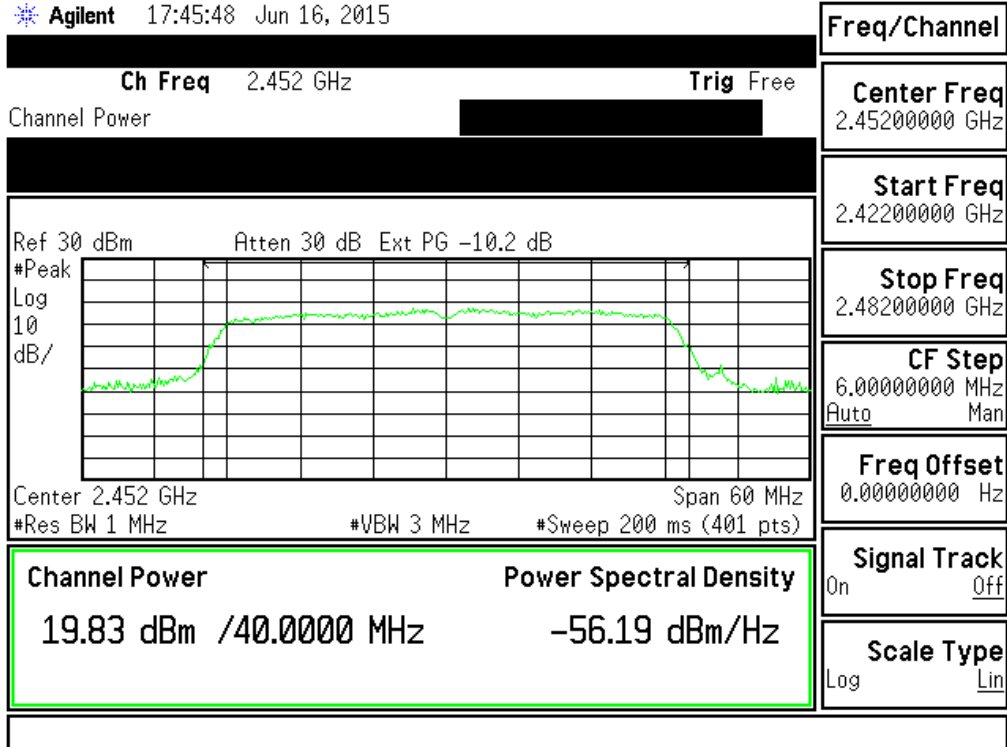 Agilent 17:45:48 Jun 16, 2015
Freq/Channel
Ch Freq 2.452 GHz Trig Free
Channel Power
Center Freq
2.45200000 GHz
Start Freq
2.42200000 GHz
Stop Freq
2.48200000 GHz
CF Step
6.00000000 MHz
Auto Man
Freq Offset
0.00000000 Hz
Signal Track
On Off
Scale Type
Log Lin
Ref 30 dBm Atten 30 dB Ext PG -10.2 dB
#Peak
Log
10
dB/
Center 2.452 GHz Span 60 MHz
#Res BW 1 MHz #VBW 3 MHz #Sweep 200 ms (401 pts)
Channel Power Power Spectral Density
19.83 dBm /40.0000 MHz -56.19 dBm/Hz